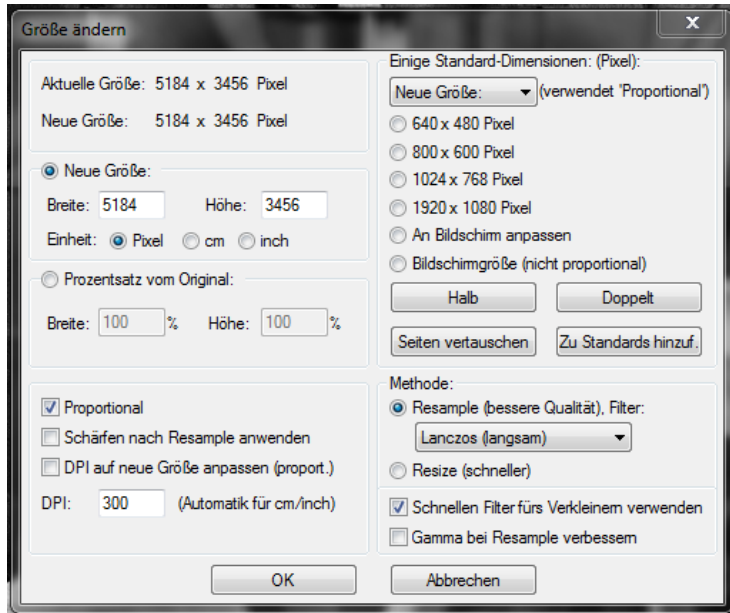 Größe ändern
Aktuelle Größe: 5184 x 3456 Pixel
Neue Größe: 5184 x 3456 Pixel
Neue Größe:
Breite: 5184 Höhe: 3456
Einheit: Pixel cm inch
Prozentsatz vom Original:
Breite: 100 % Höhe: 100 %
Proportional
Schärfen nach Resample anwenden
DPI auf neue Größe anpassen (proport.)
DPI: 300 (Automatik für cm/inch)
Einige Standard-Dimensionen: (Pixel):
Neue Größe: (verwendet 'Proportional')
640 x 480 Pixel
800 x 600 Pixel
1024 x 768 Pixel
1920 x 1080 Pixel
An Bildschirm anpassen
Bildschirmgröße (nicht proportional)
Halb Doppelt
Seiten vertauschen Zu Standards hinzuf.
Methode:
Resample (bessere Qualität), Filter:
Lanczos (langsam)
Resize (schneller)
Schnellen Filter fürs Verkleinern verwenden
Gamma bei Resample verbessern
OK Abbrechen